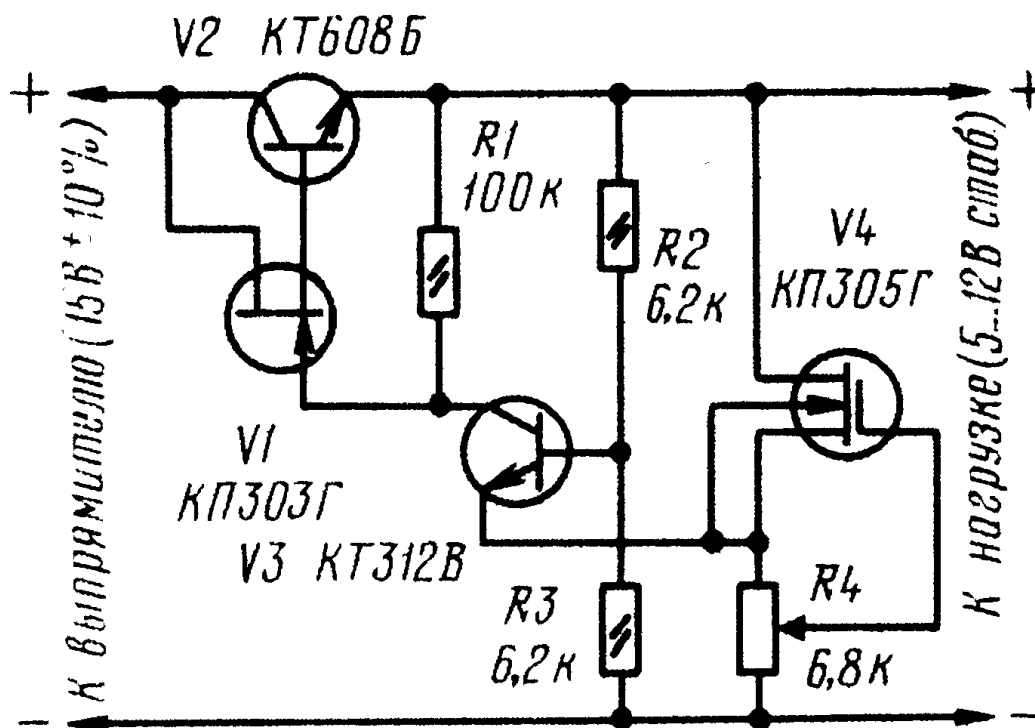 V2 КТ608Б
+
+
К выпрямителю (15В ± 10%)
R1
100к
R2
6,2к
V4
КП305Г
К нагрузке (5...12В стаб.)
V1
КП303Г
V3 КТ312В
R3
6,2к
R4
6,8к
−
−